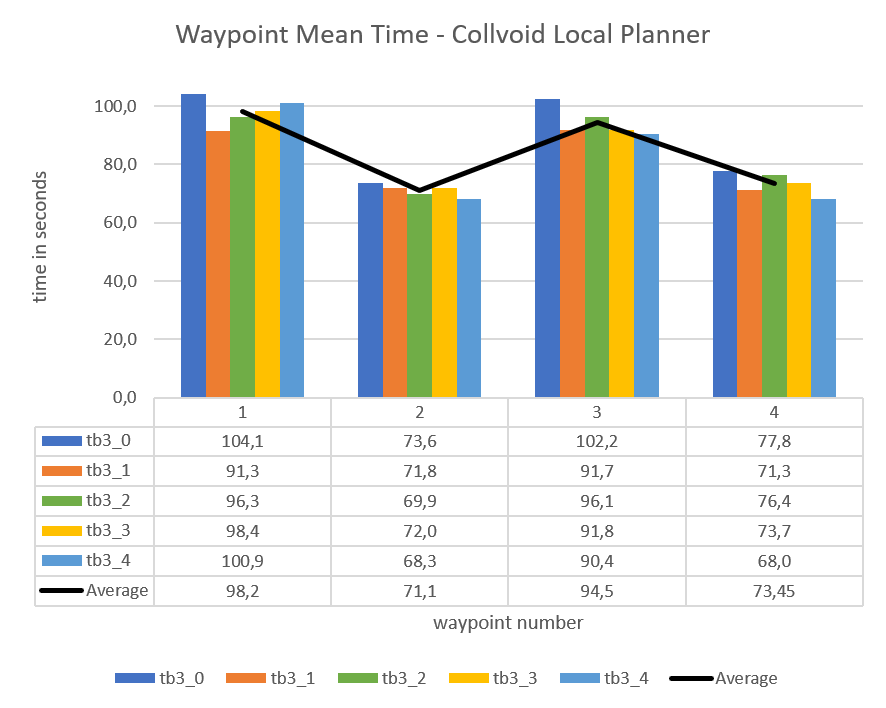 Waypoint Mean Time - Collvoid Local Planner
time in seconds
100,0
80,0
60,0
40,0
20,0
0,0
1 2 3 4
tb3_0 104,1 73,6 102,2 77,8
tb3_1 91,3 71,8 91,7 71,3
tb3_2 96,3 69,9 96,1 76,4
tb3_3 98,4 72,0 91,8 73,7
tb3_4 100,9 68,3 90,4 68,0
Average 98,2 71,1 94,5 73,45
waypoint number
tb3_0 tb3_1 tb3_2 tb3_3 tb3_4 Average